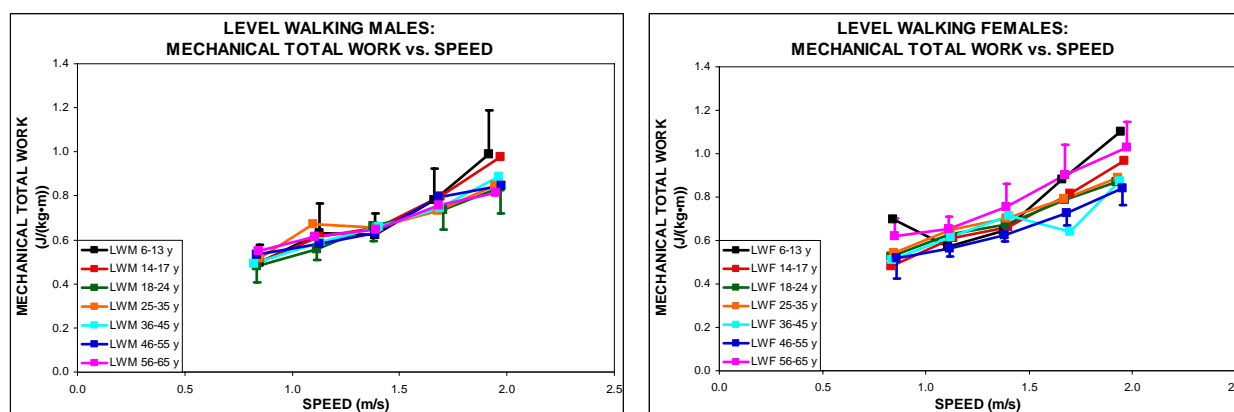 LEVEL WALKING MALES:
MECHANICAL TOTAL WORK vs. SPEED
MECHANICAL TOTAL WORK
(J/(kg•m))
1.4
1.2
1.0
0.8
0.6
0.4
0.2
0.0
LWM 6-13 y
LWM 14-17 y
LWM 18-24 y
LWM 25-35 y
LWM 36-45 y
LWM 46-55 y
LWM 56-65 y
0.0
0.5
1.0
1.5
2.0
2.5
SPEED (m/s)
LEVEL WALKING FEMALES:
MECHANICAL TOTAL WORK vs. SPEED
MECHANICAL TOTAL WORK
(J/(kg•m))
1.4
1.2
1.0
0.8
0.6
0.4
0.2
0.0
LWF 6-13 y
LWF 14-17 y
LWF 18-24 y
LWF 25-35 y
LWF 36-45 y
LWF 46-55 y
LWF 56-65 y
0.0
0.5
1.0
1.5
2.0
2.5
SPEED (m/s)